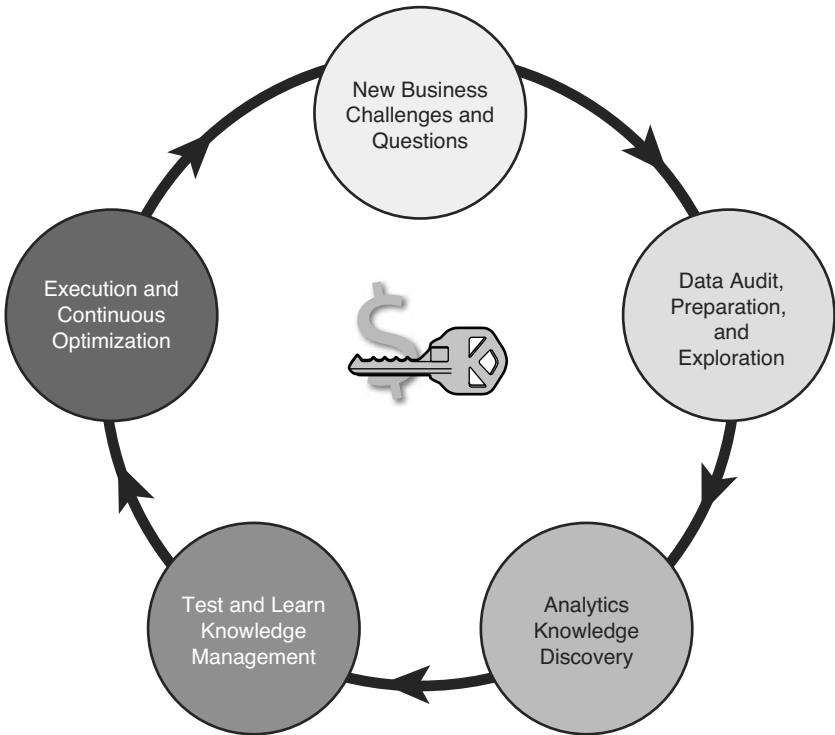 New Business
Challenges and
Questions
Data Audit,
Preparation,
and
Exploration
Analytics
Knowledge
Discovery
Test and Learn
Knowledge
Management
Execution and
Continuous
Optimization
$